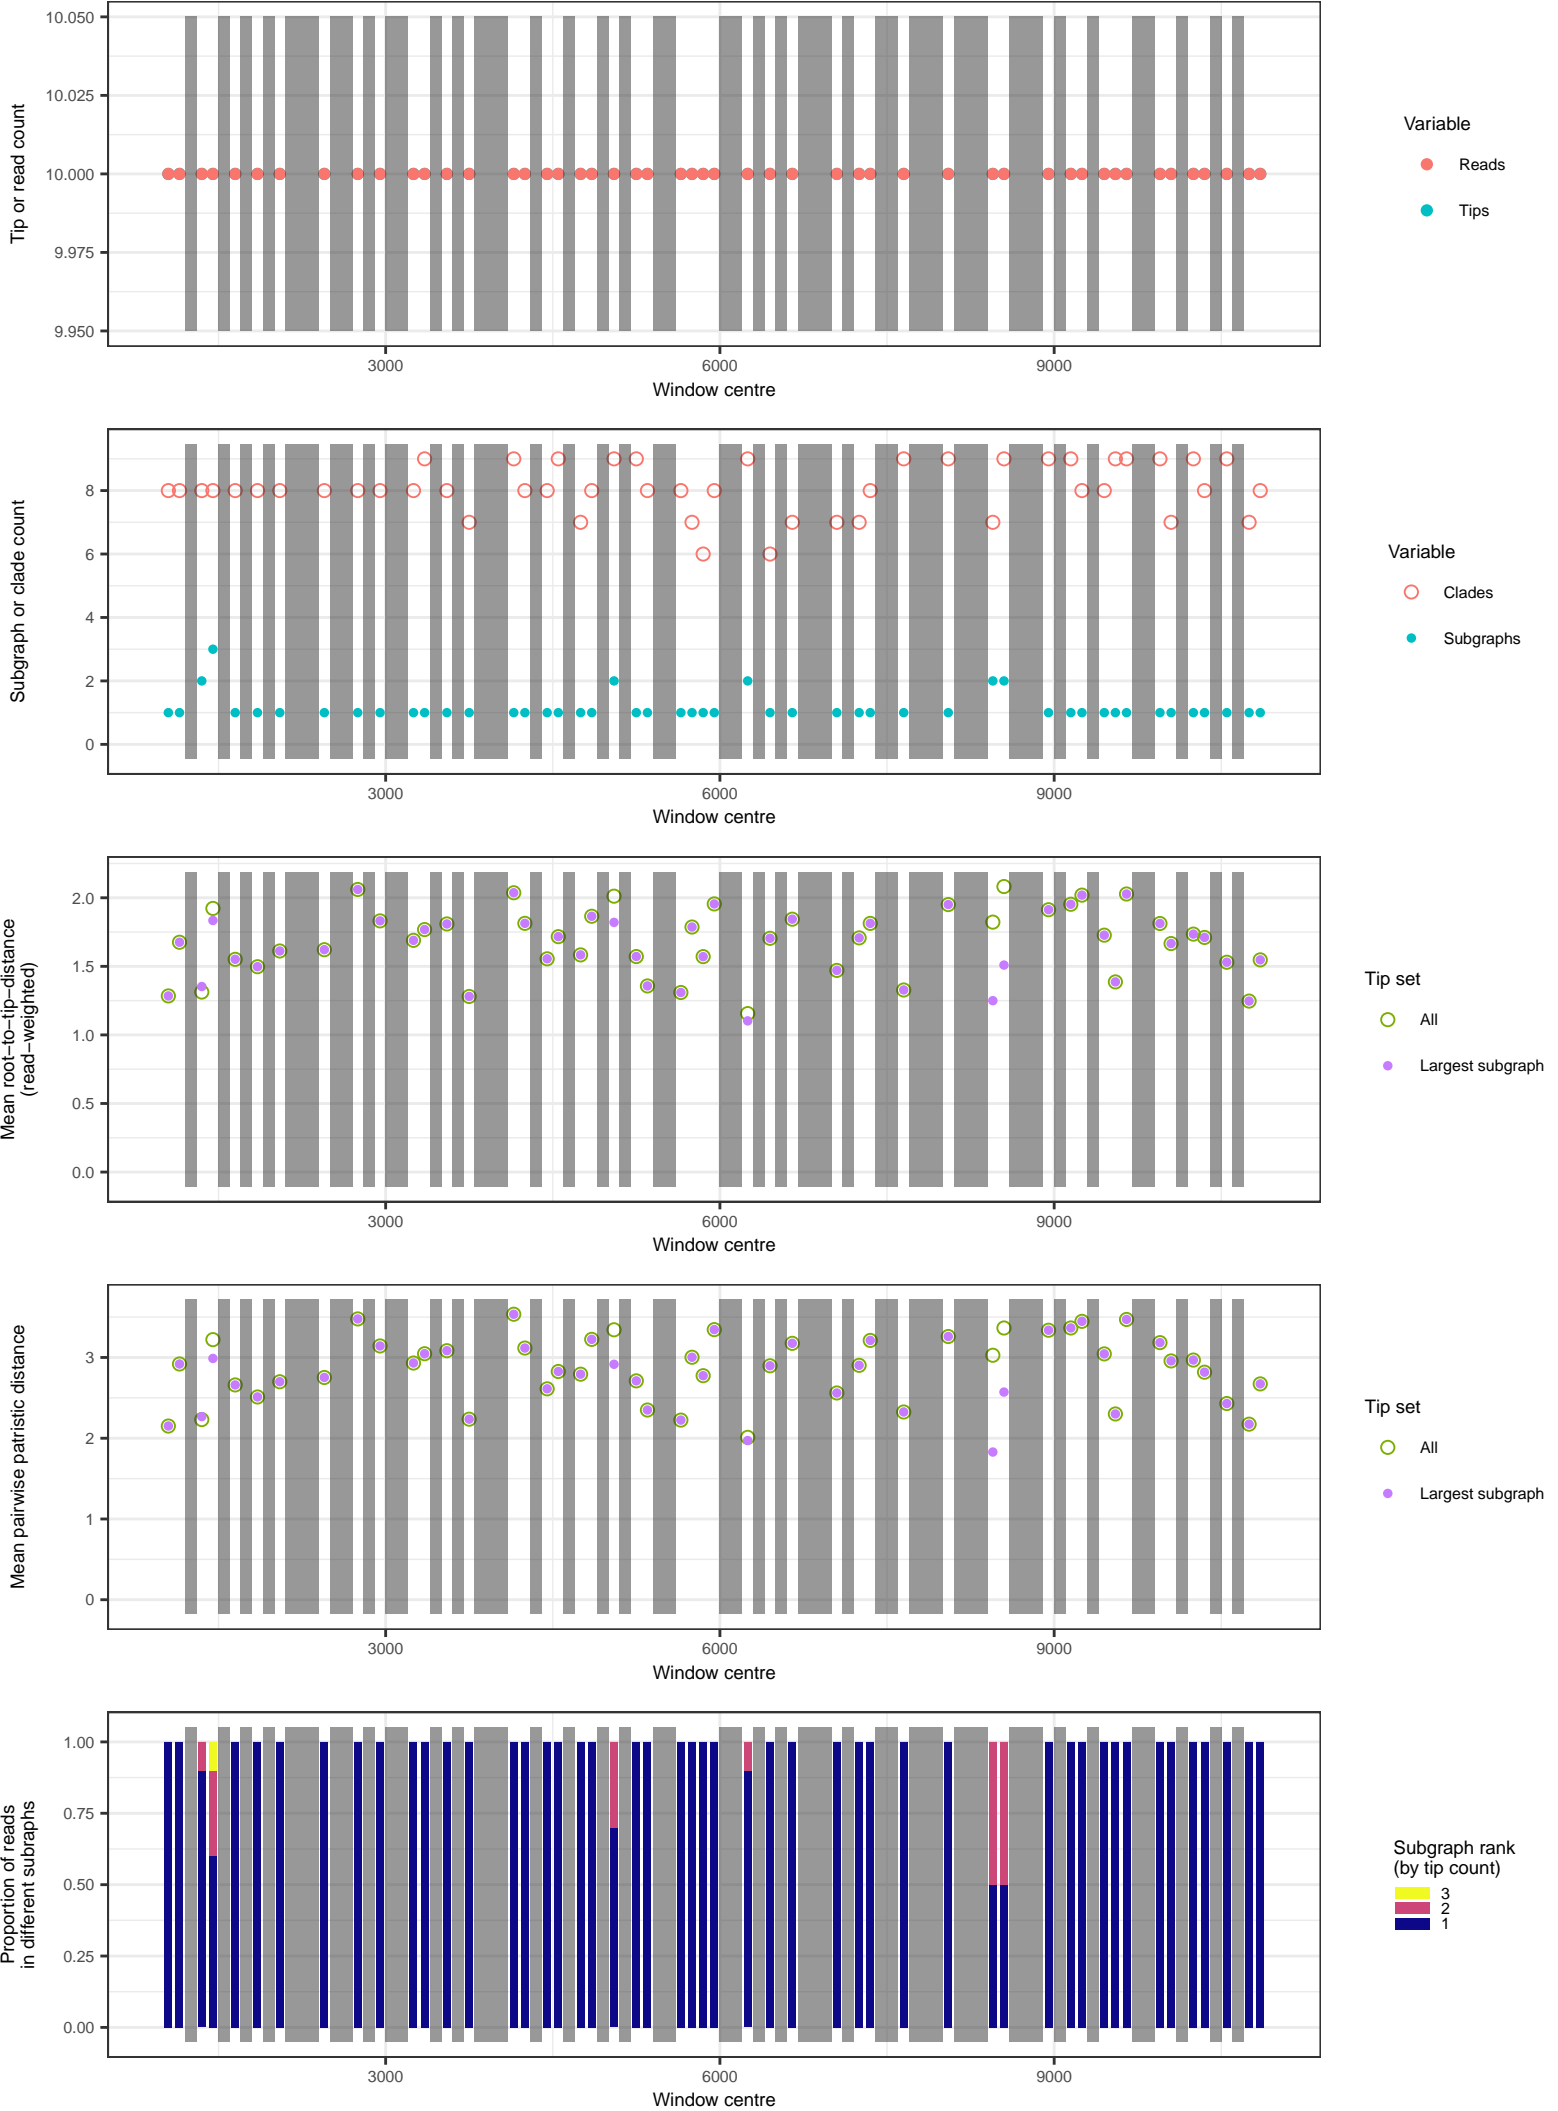 10.050
10.025
10.000
9.975
9.950
Tip or read count
3000
6000
9000
Window centre
Variable
Reads
Tips
8
6
4
2
0
Subgraph or clade count
3000
6000
9000
Window centre
Variable
Clades
Subgraphs
2.0
1.5
1.0
0.5
0.0
Mean root−to−tip−distance
(read−weighted)
3000
6000
9000
Window centre
Tip set
All
Largest subgraph
3
2
1
0
Mean pairwise patristic distance
3000
6000
9000
Window centre
Tip set
All
Largest subgraph
1.00
0.75
0.50
0.25
0.00
Proportion of reads
in different subraphs
3000
6000
9000
Window centre
Subgraph rank
(by tip count)
3
2
1